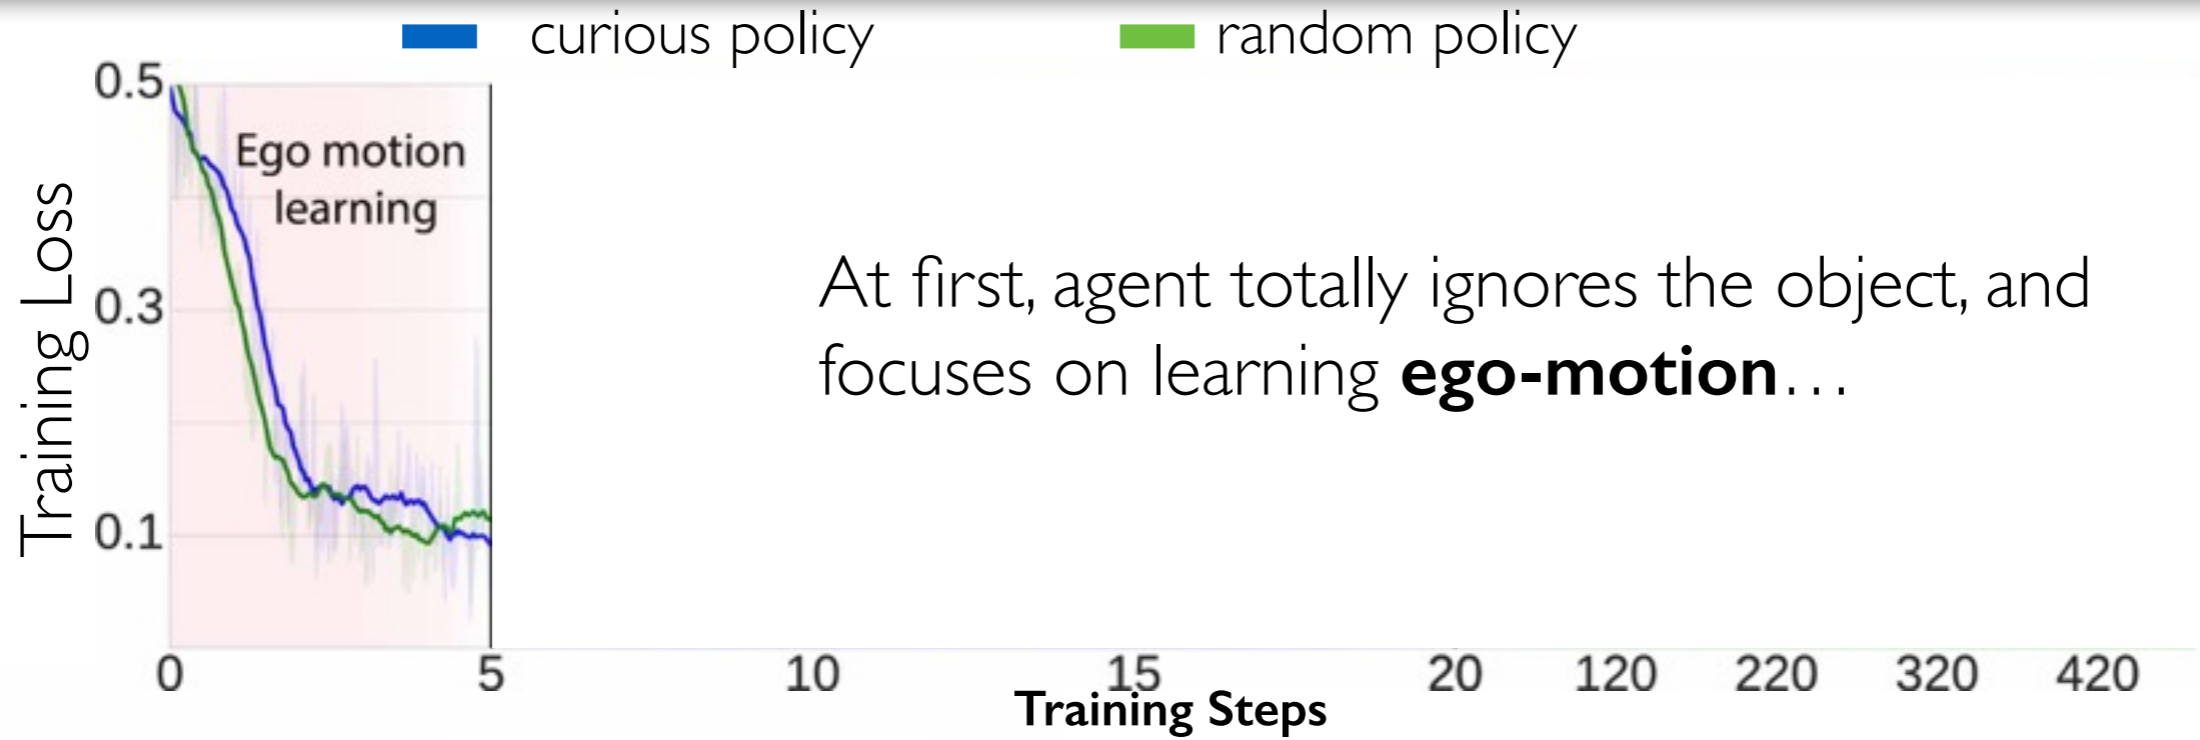 curious policy random policy
0.5
Ego motion
learning
Training Loss
0.3
At first, agent totally ignores the object, and
focuses on learning ego-motion…
0.1
0 5 10 15 20 120 220 320 420
Training Steps